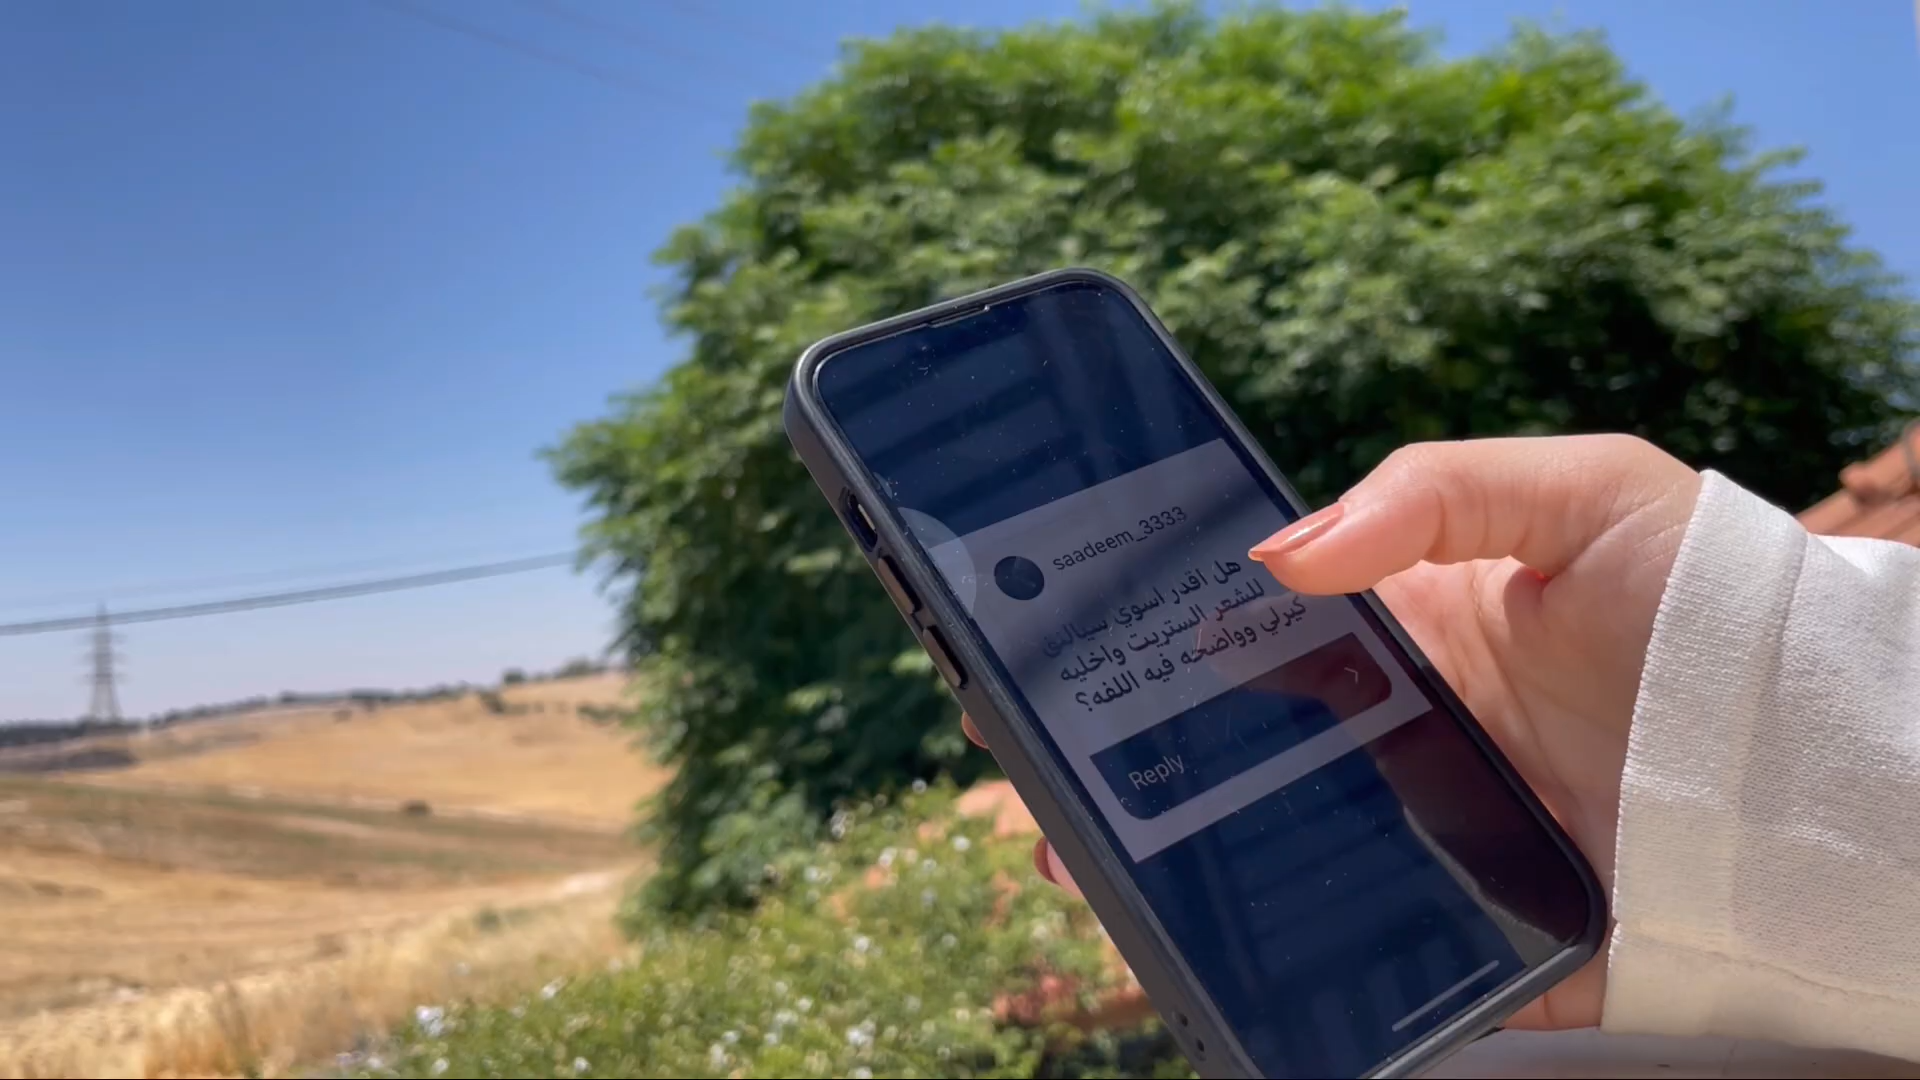 saadeem_3333
هل اقدر اسوي سيالنق
للشعر الستريت واخليه
كيرلي وواضحه فيه اللفه؟
Reply